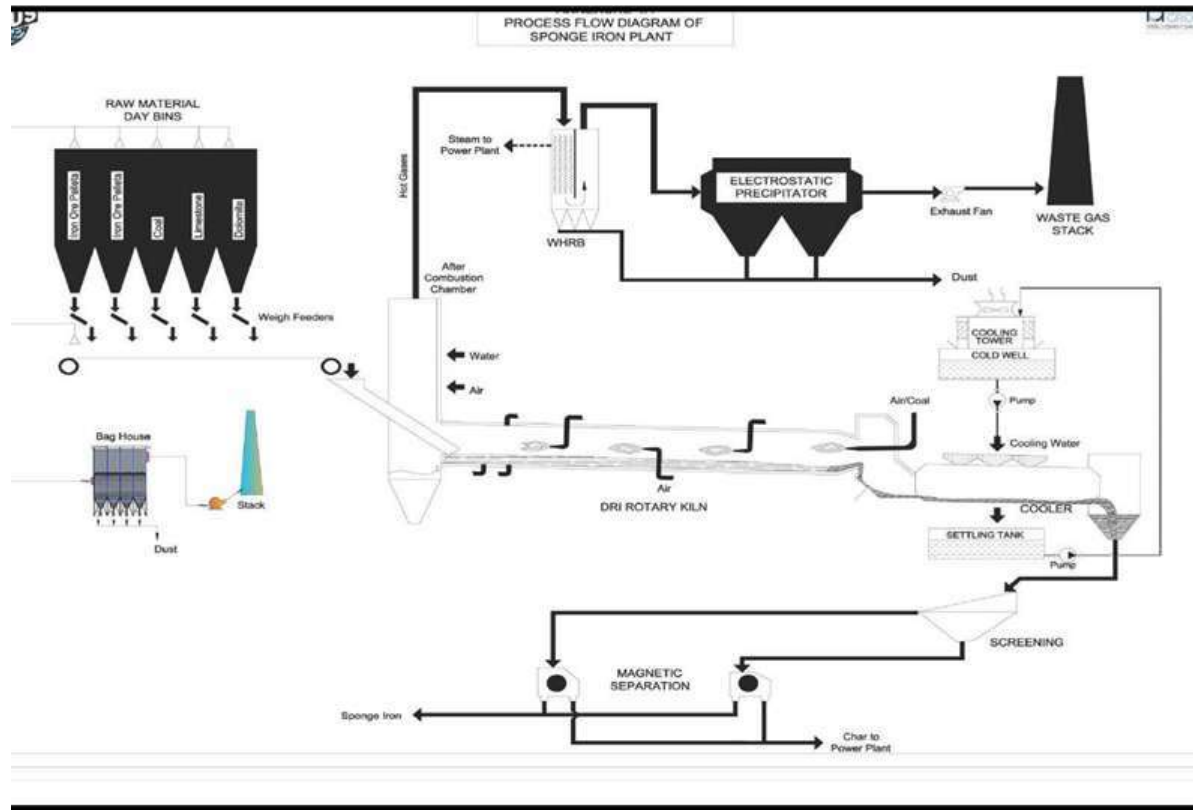 PROCESS FLOW DIAGRAM OF
SPONGE IRON PLANT
RAW MATERIAL
DAY BINS
Iron Ore Palleta
Iron Ore Palleta
Coal
Limestone
Dolomite
Weigh Feeders
Hot Gases
Steam to
Power Plant
WHRB
ELECTROSTATIC
PRECIPITATOR
Exhaust Fan
WASTE GAS
STACK
Dust
After
Combustion
Chamber
Water
Air
COOLING
TOWER
COLD WELL
Pump
Air/Coal
Cooling Water
Bag House
Stack
Dust
Air
DRI ROTARY KILN
COOLER
SETTLING TANK
Pump
SCREENING
MAGNETIC
SEPARATION
Sponge Iron
Char to
Power Plant